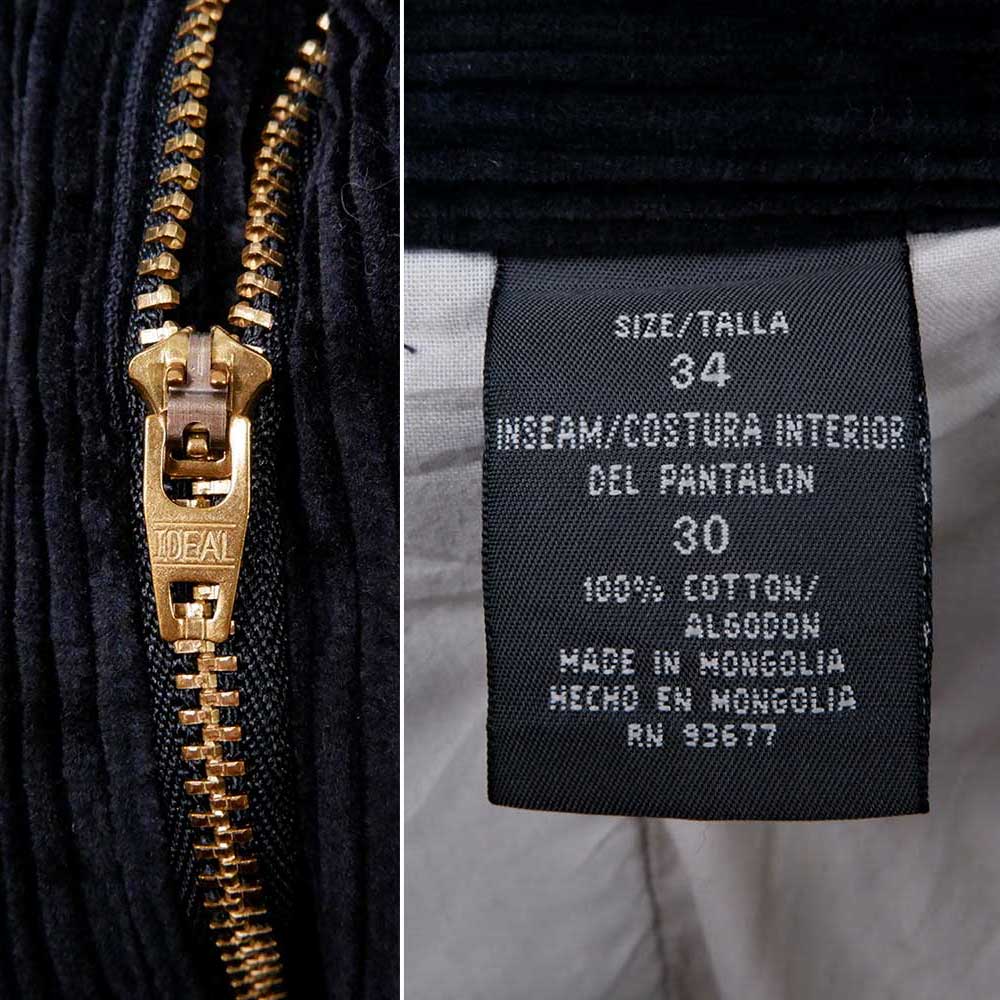 IDEAL
SIZE/TALLA
34
INSEAM/COSTURA INTERIOR
DEL PANTALON
30
100% COTTON/
ALGODON
MADE IN MONGOLIA
HECHO EN MONGOLIA
RN 93677